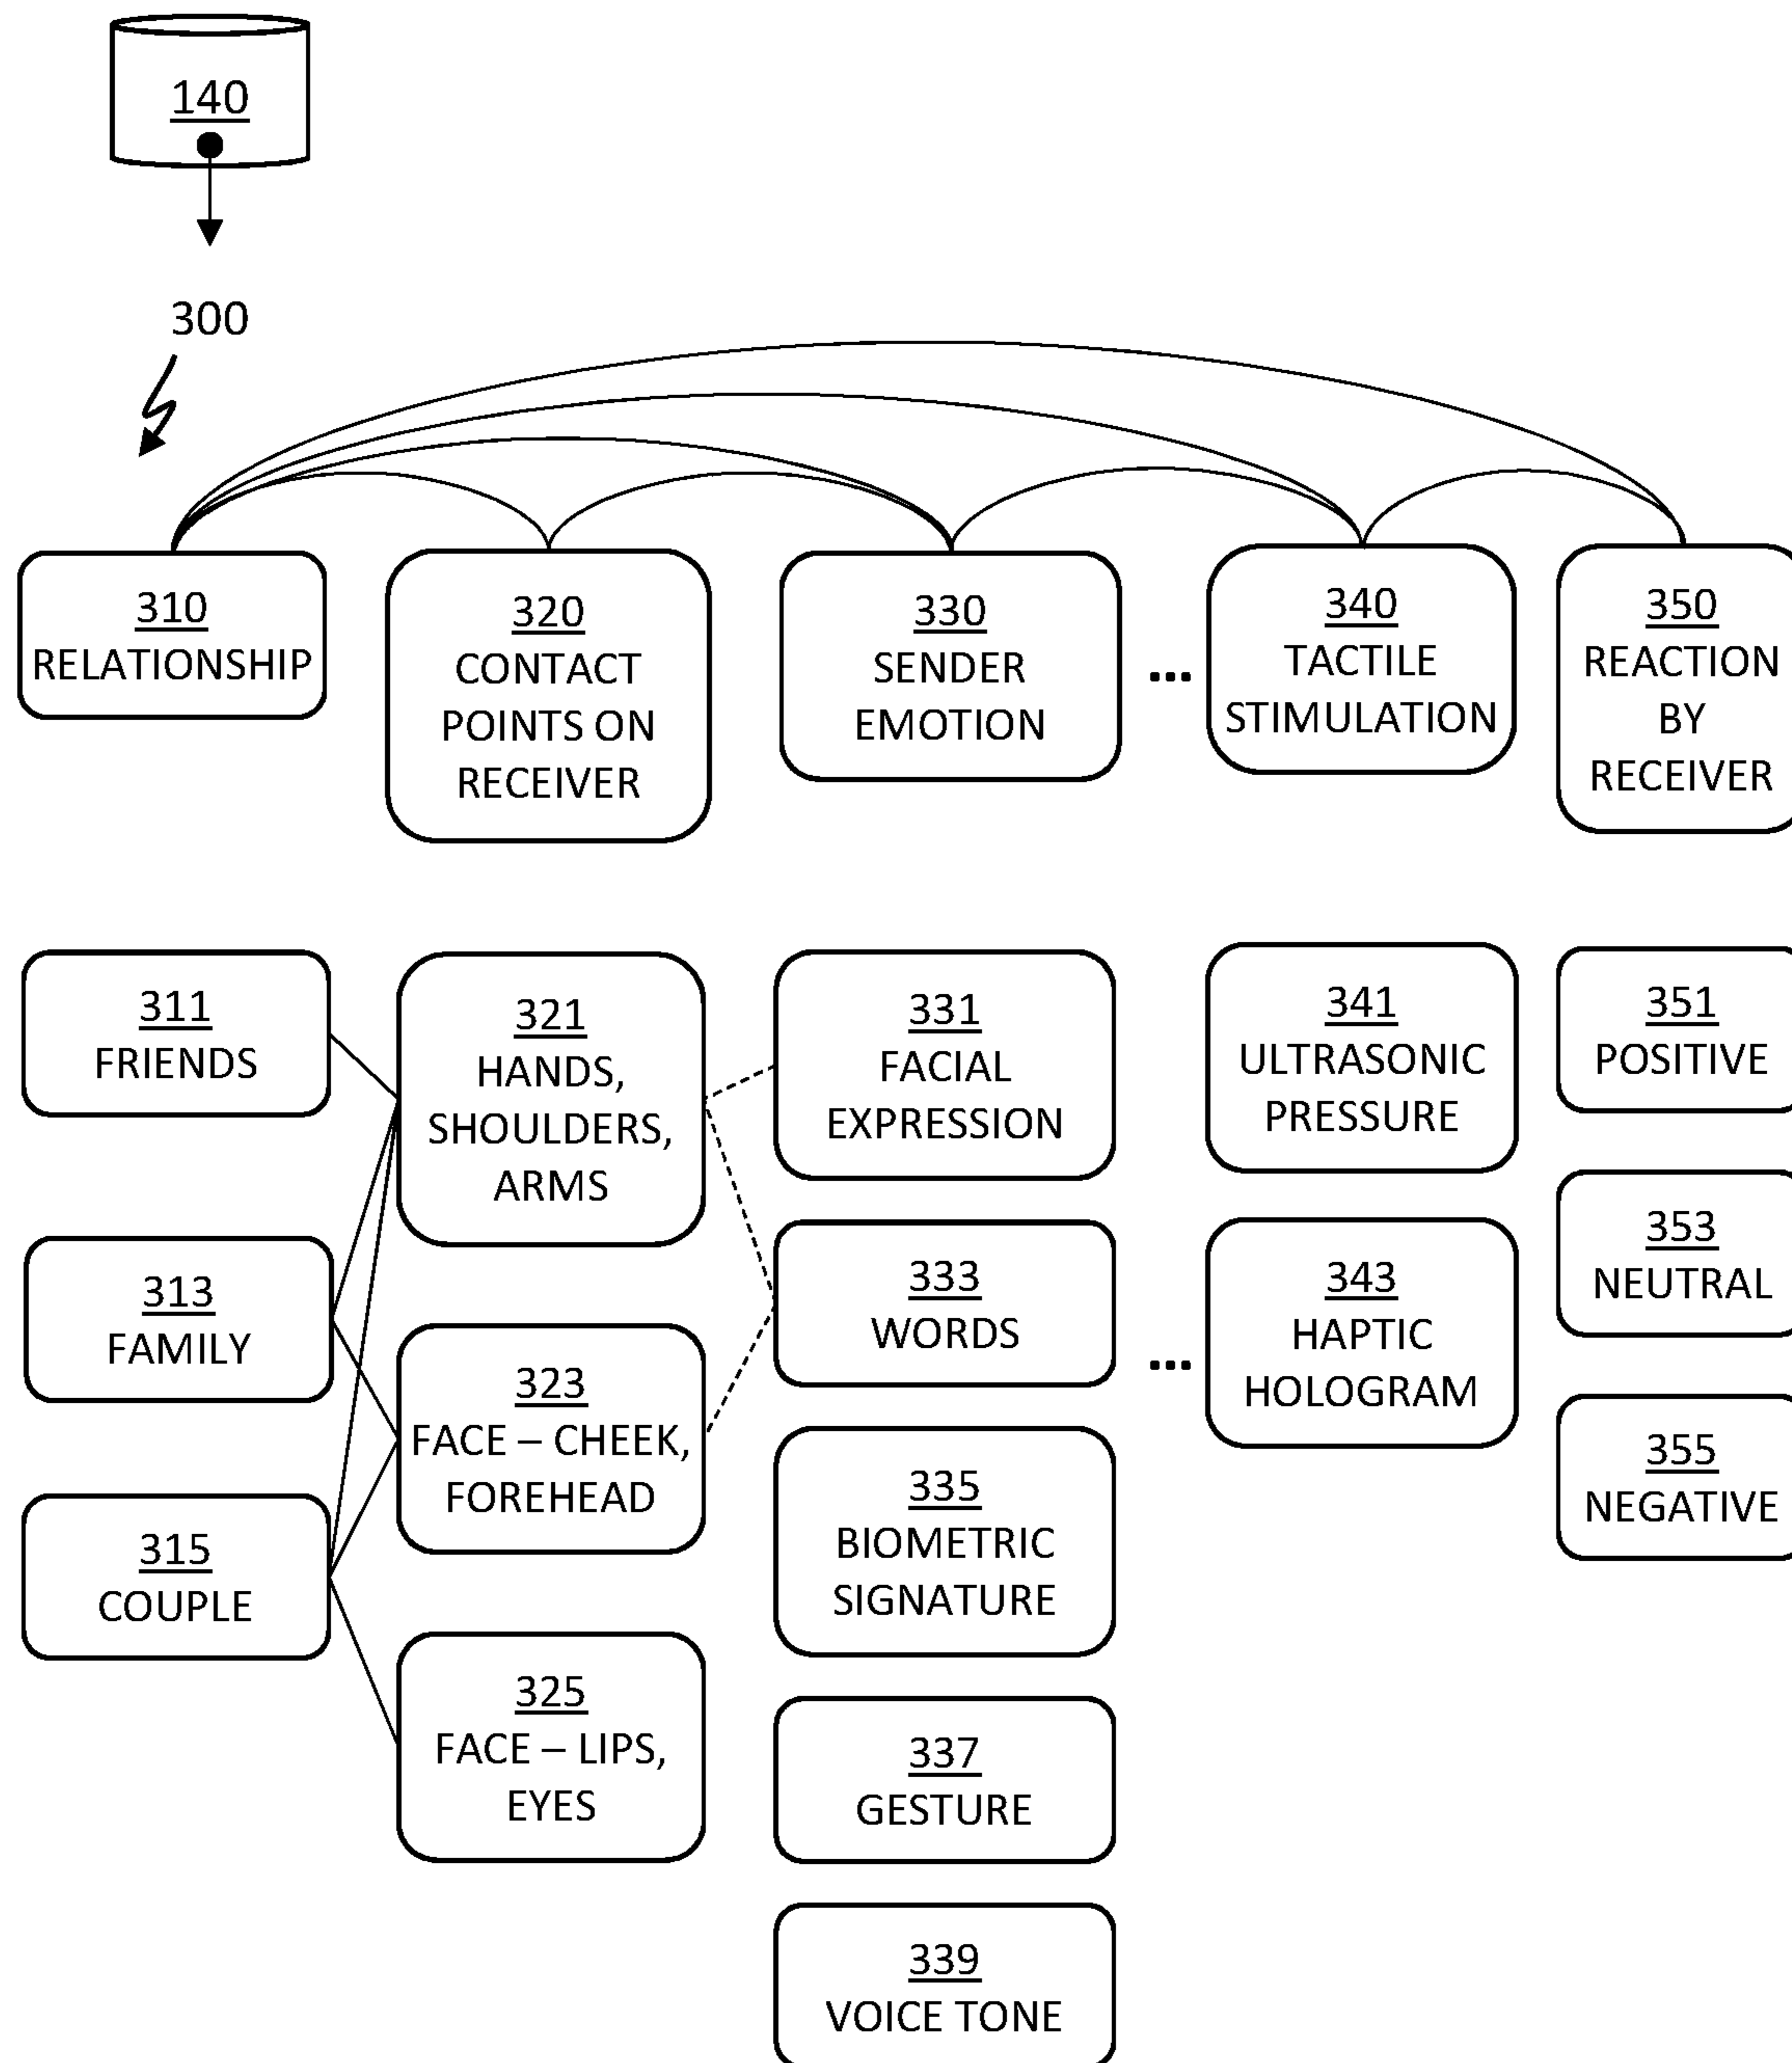 140
300
310
RELATIONSHIP
320
CONTACT
POINTS ON
RECEIVER
330
SENDER
EMOTION
...
340
TACTILE
STIMULATION
350
REACTION
BY
RECEIVER
311
FRIENDS
313
FAMILY
315
COUPLE
321
HANDS,
SHOULDERS,
ARMS
323
FACE – CHEEK,
FOREHEAD
325
FACE – LIPS,
EYES
331
FACIAL
EXPRESSION
333
WORDS
335
BIOMETRIC
SIGNATURE
337
GESTURE
339
VOICE TONE
...
341
ULTRASONIC
PRESSURE
343
HAPTIC
HOLOGRAM
351
POSITIVE
353
NEUTRAL
355
NEGATIVE